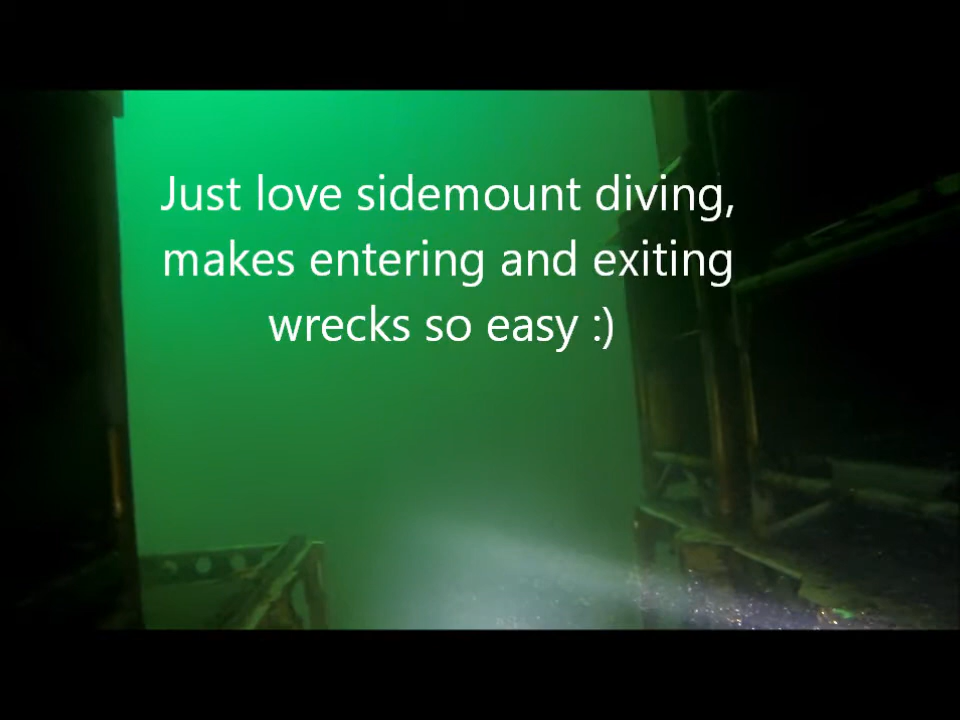 Just love sidemount diving,
makes entering and exiting
wrecks so easy :)